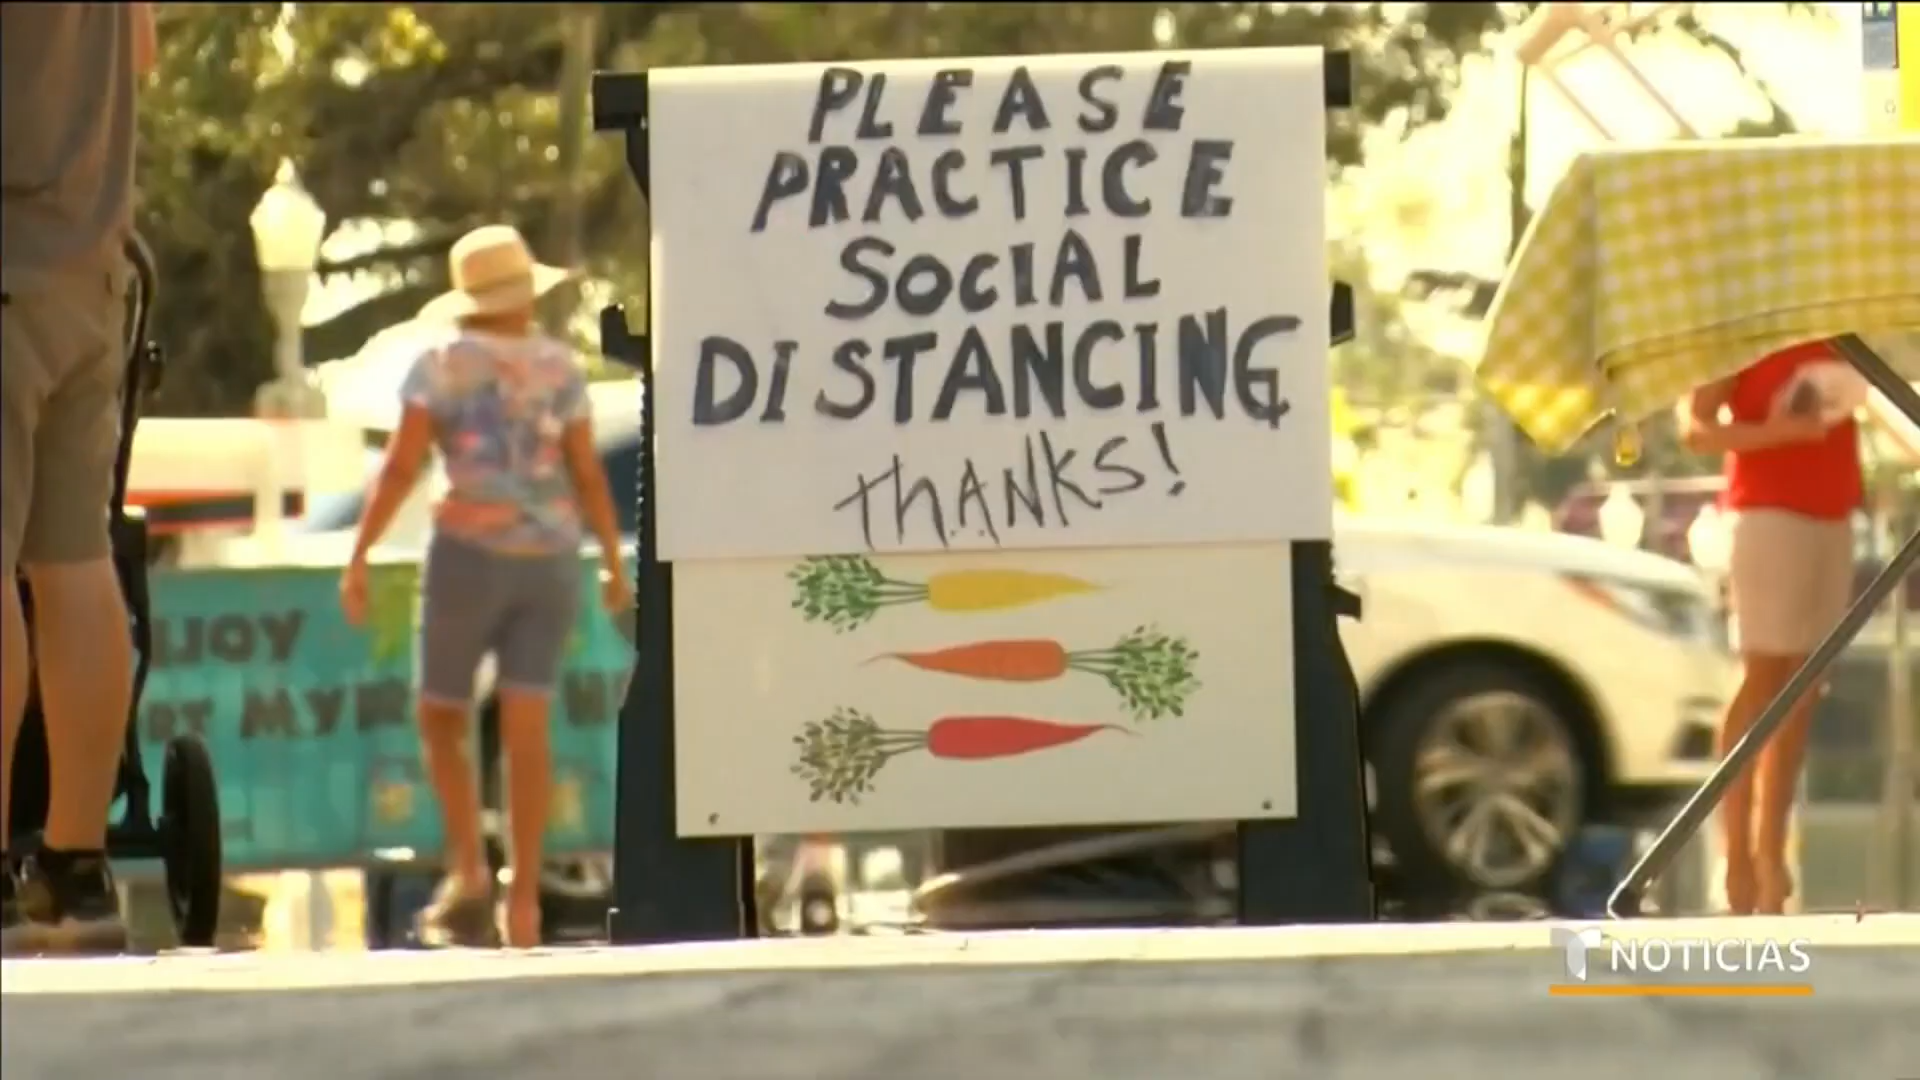 PLEASE
PRACTICE
SOCIAL
DISTANCING
THANKS!
NOTICIAS